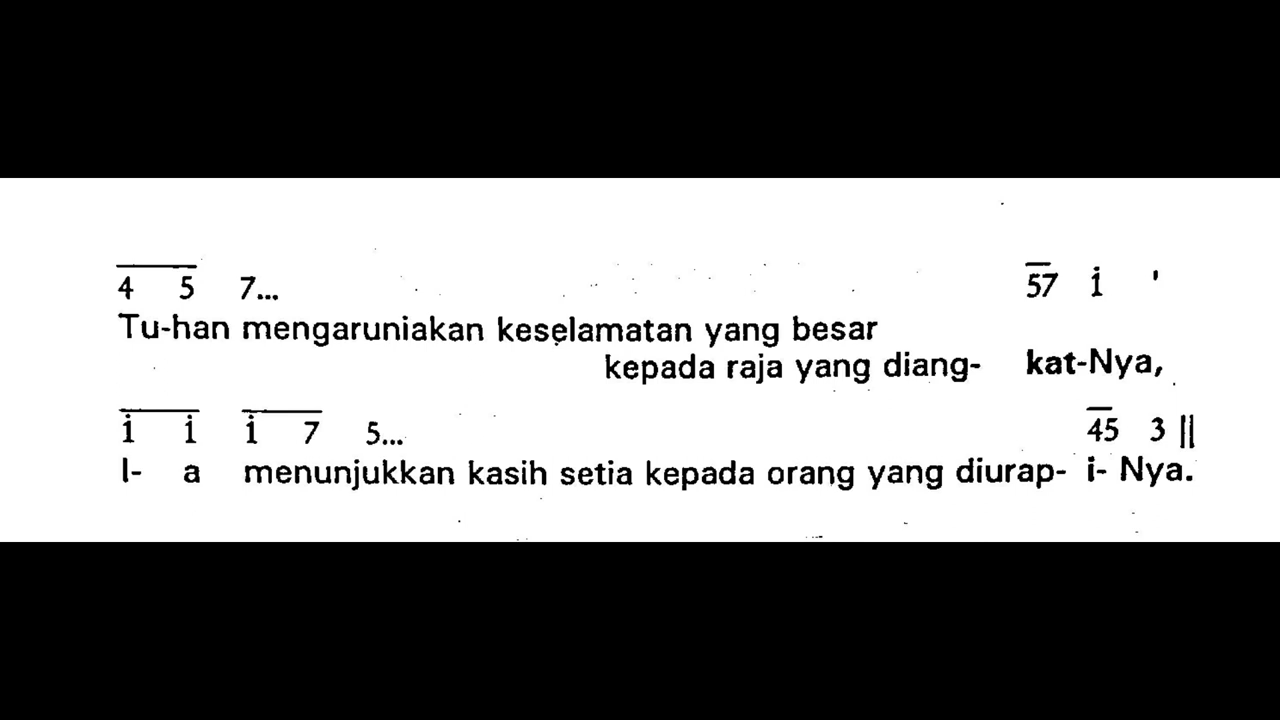 4 5 7... 57 i '
Tu-han mengaruniakan keselamatan yang besar
kepada raja yang diang- kat-Nya,
i i i 7 5... 45 3 ||
I- a menunjukkan kasih setia kepada orang yang diurap- i- Nya.